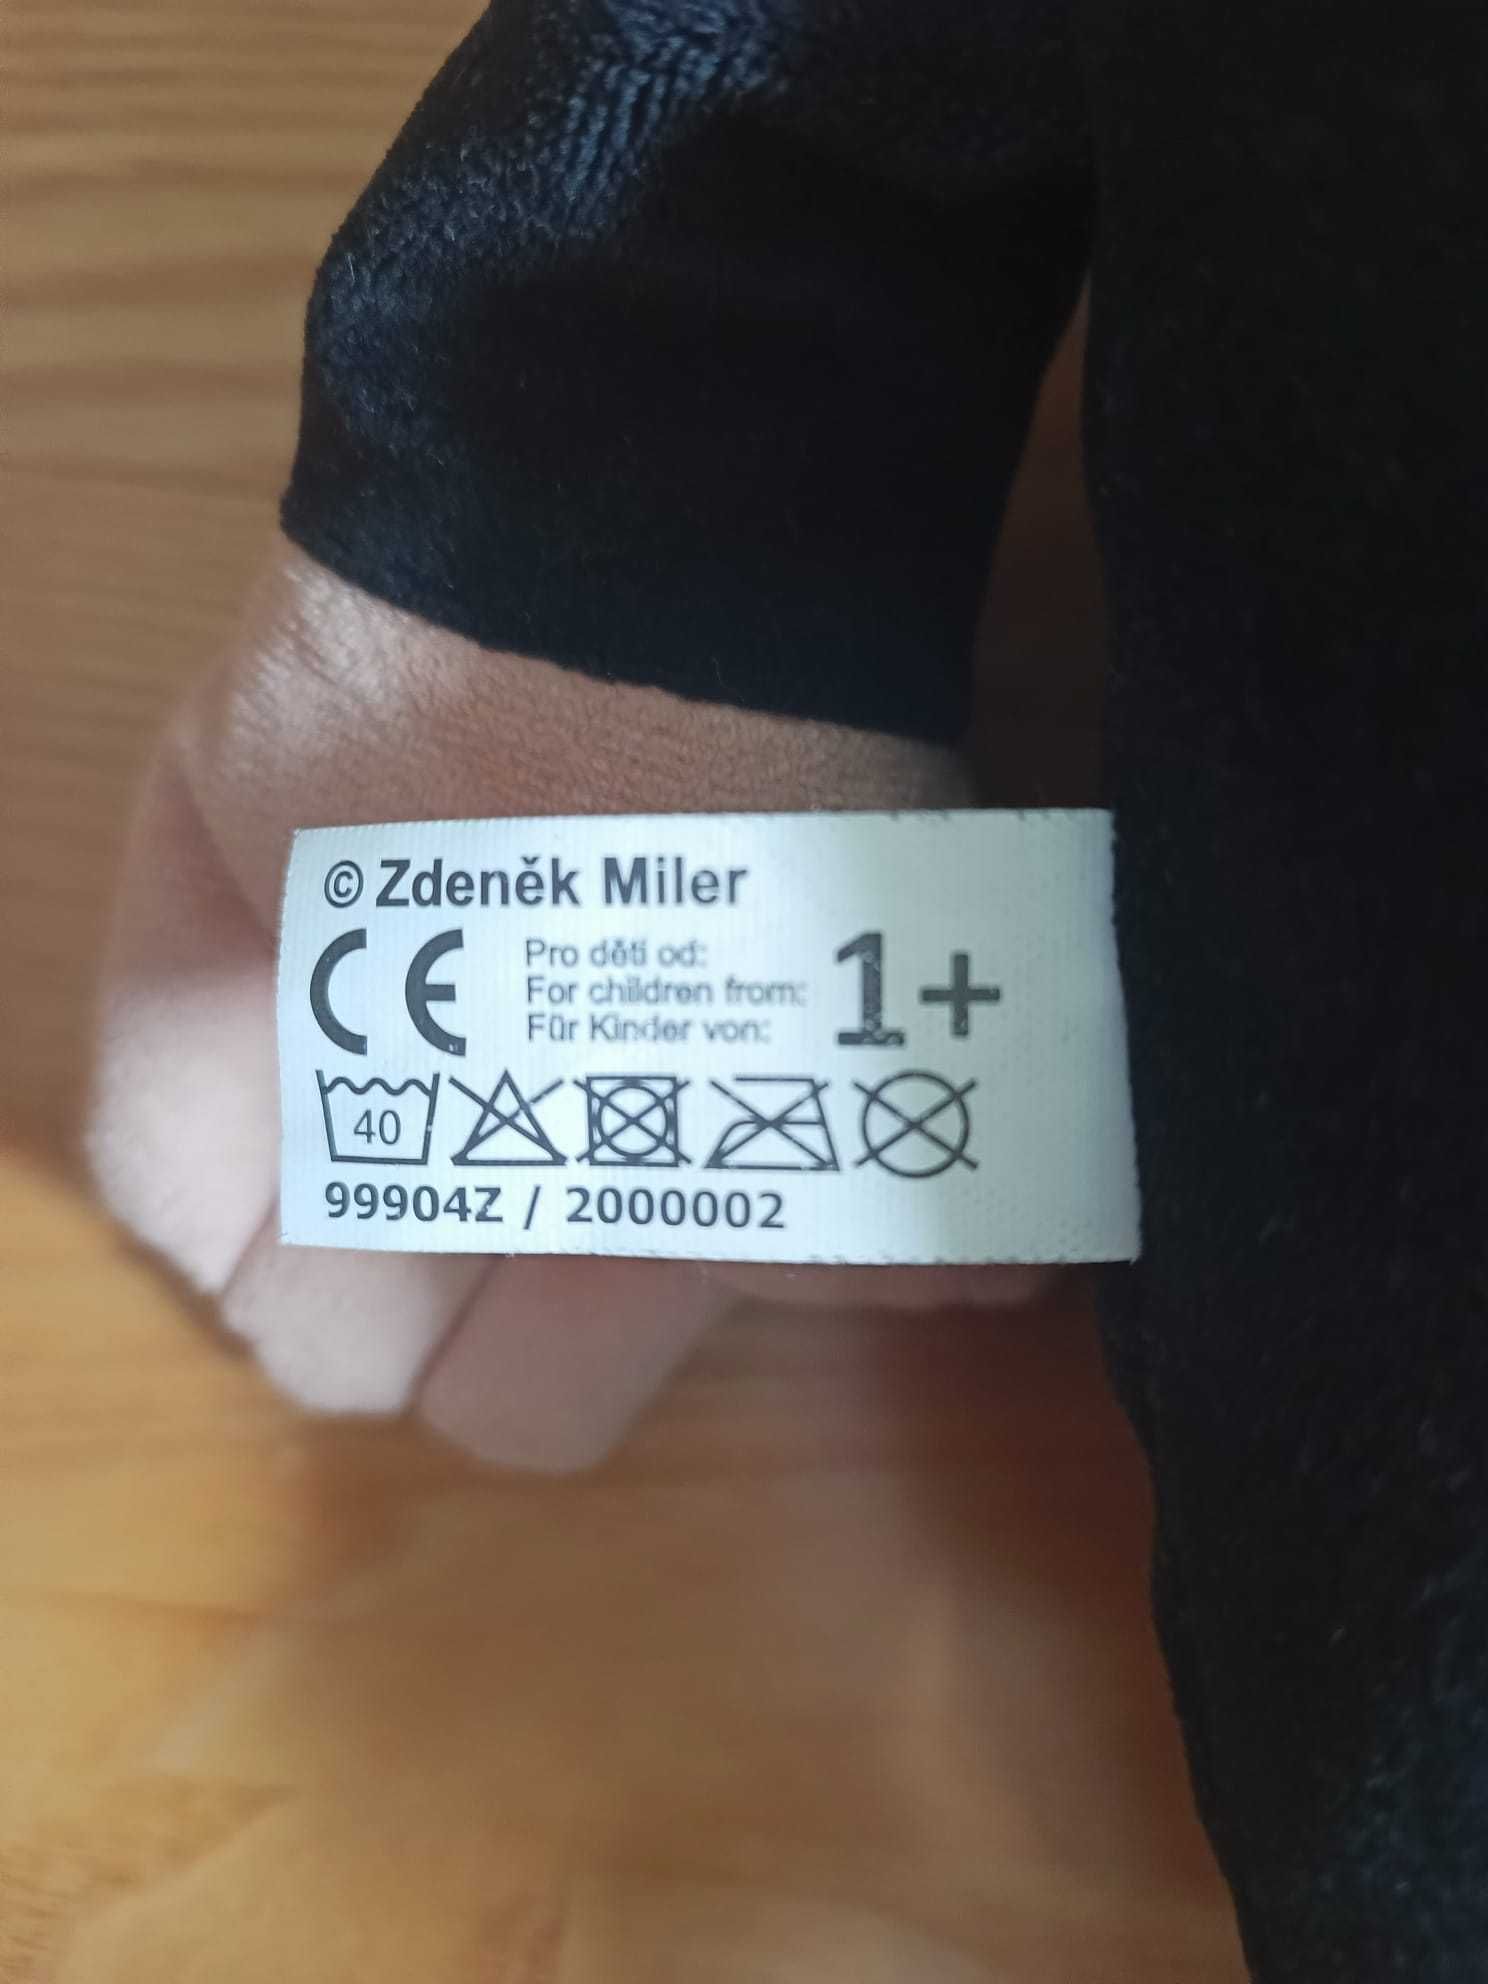 © Zdeněk Miler
CE
Pro děti od:
For children from:
Für Kinder von:
1+
40
99904Z / 2000002